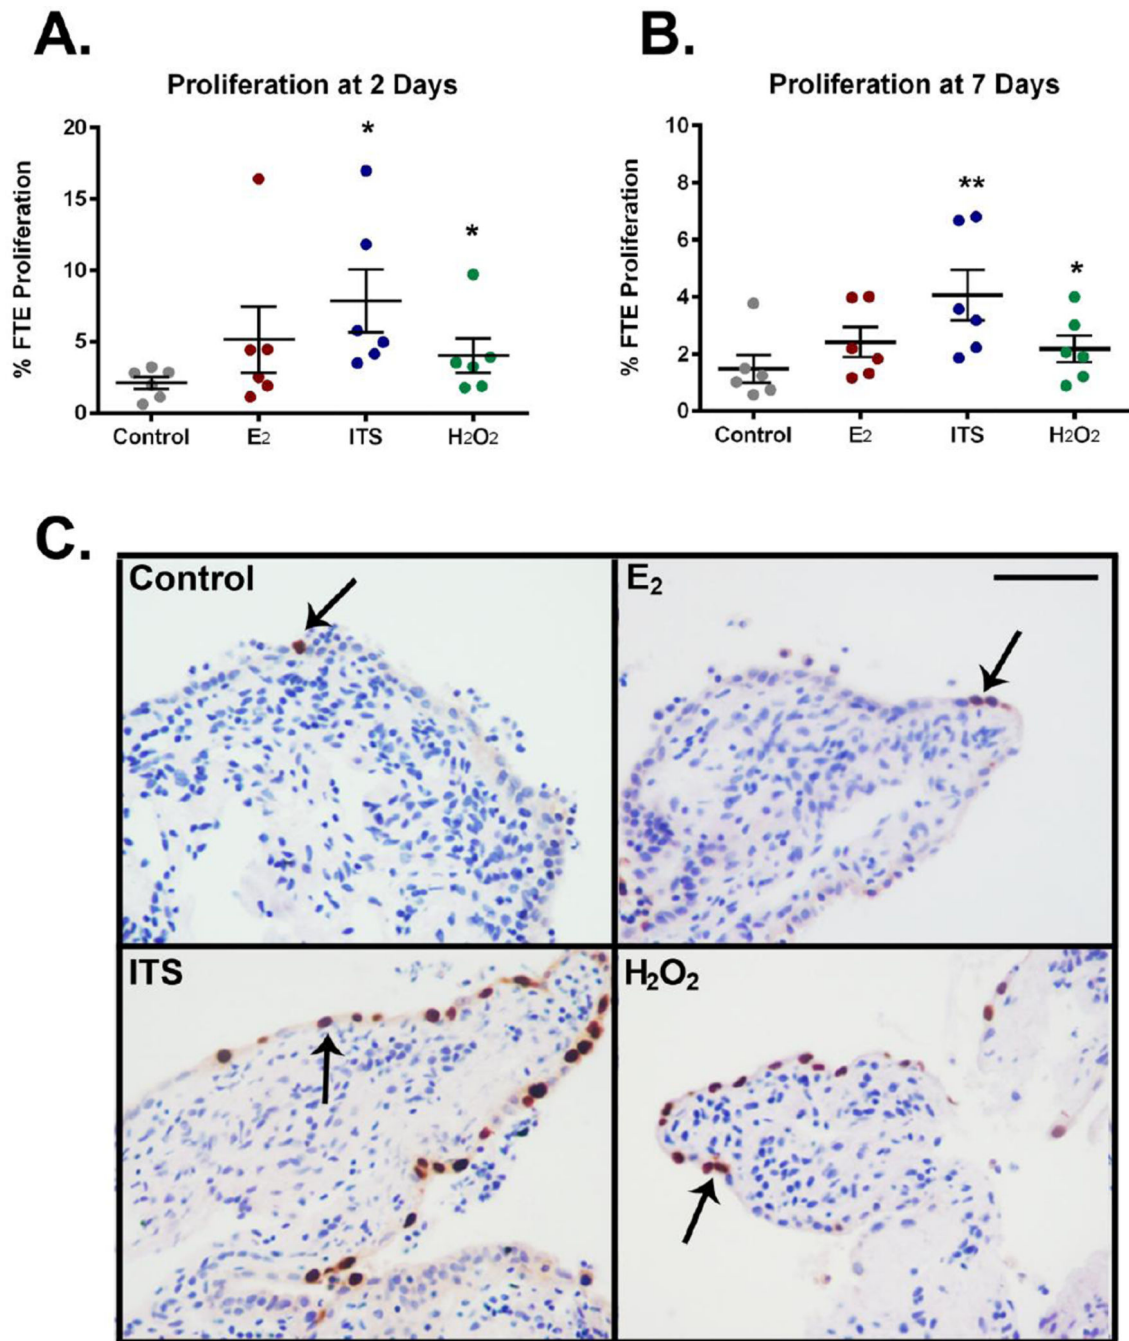 A.
Proliferation at 2 Days
% FTE Proliferation
20
15
10
5
0
*
*
Control E2 ITS H2O2
B.
Proliferation at 7 Days
% FTE Proliferation
10
8
6
4
2
0
**
*
Control E2 ITS H2O2
C.
Control
E2
ITS
H2O2